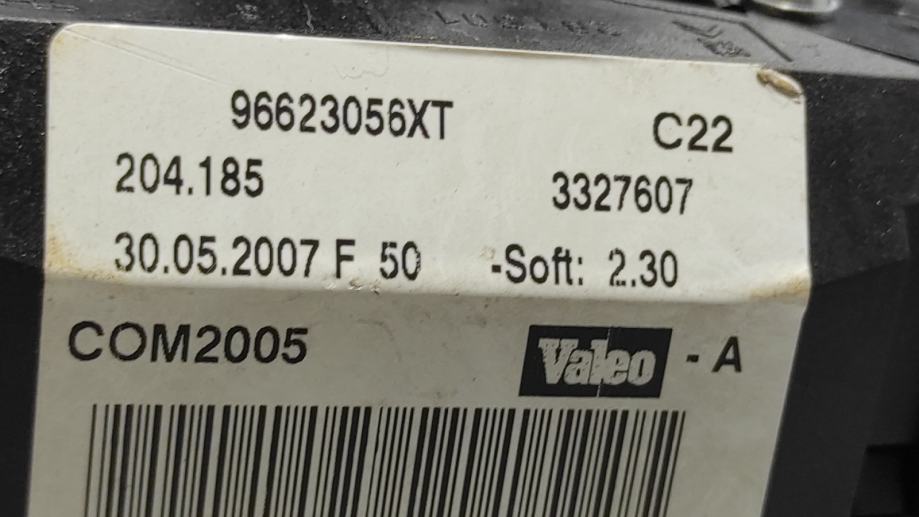 96623056XT C22
204.185 3327607
30.05.2007 F 50 -Soft: 2.30
COM2005 Valeo - A